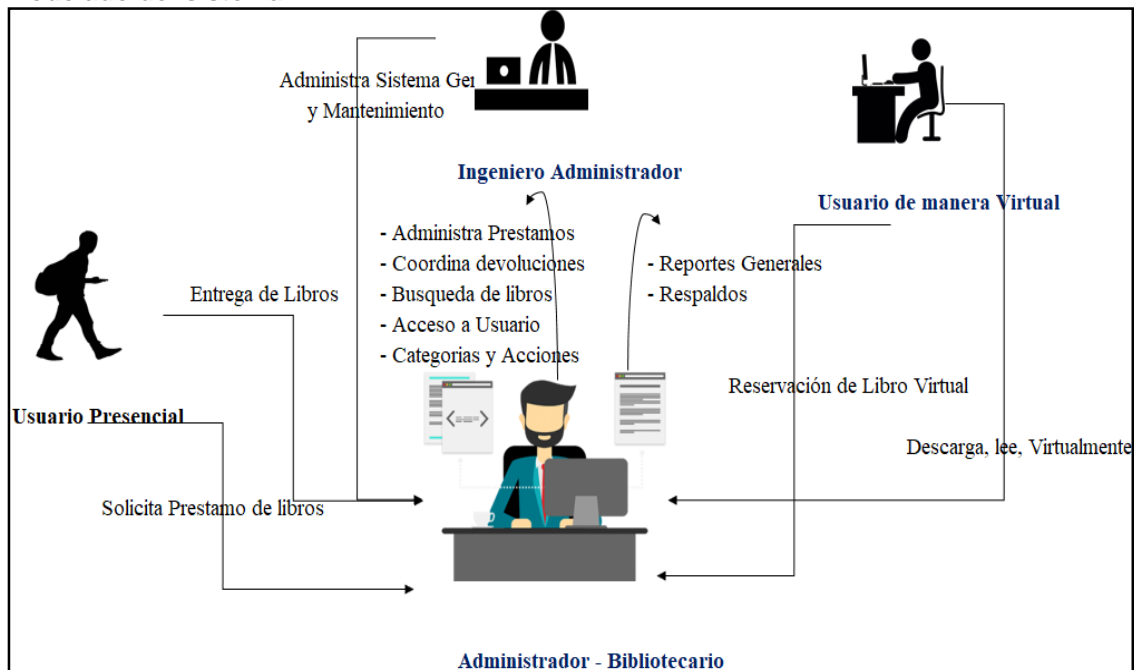 Administra Sistema Ger
y Mantenimiento
Ingeniero Administrador
Usuario de manera Virtual
- Administra Prestamos
- Coordina devoluciones
- Busqueda de libros
- Acceso a Usuario
- Categorias y Acciones
- Reportes Generales
- Respaldos
Entrega de Libros
Usuario Presencial
Reservación de Libro Virtual
Descarga, lee, Virtualmente
Solicita Prestamo de libros
Administrador - Bibliotecario